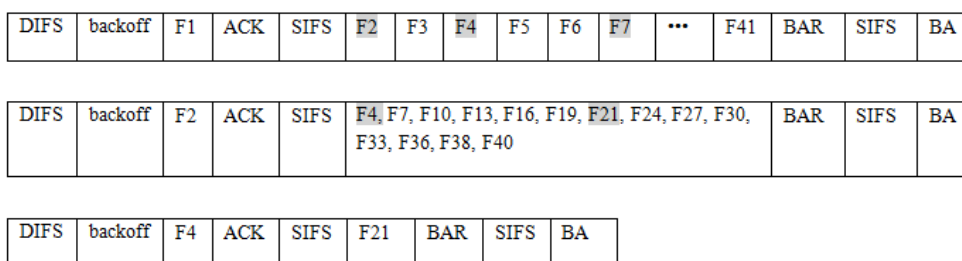 DIFS backoff F1 ACK SIFS F2 F3 F4 F5 F6 F7 ••• F41 BAR SIFS BA
DIFS backoff F2 ACK SIFS F4, F7, F10, F13, F16, F19, F21, F24, F27, F30, BAR SIFS BA
F33, F36, F38, F40
DIFS backoff F4 ACK SIFS F21 BAR SIFS BA